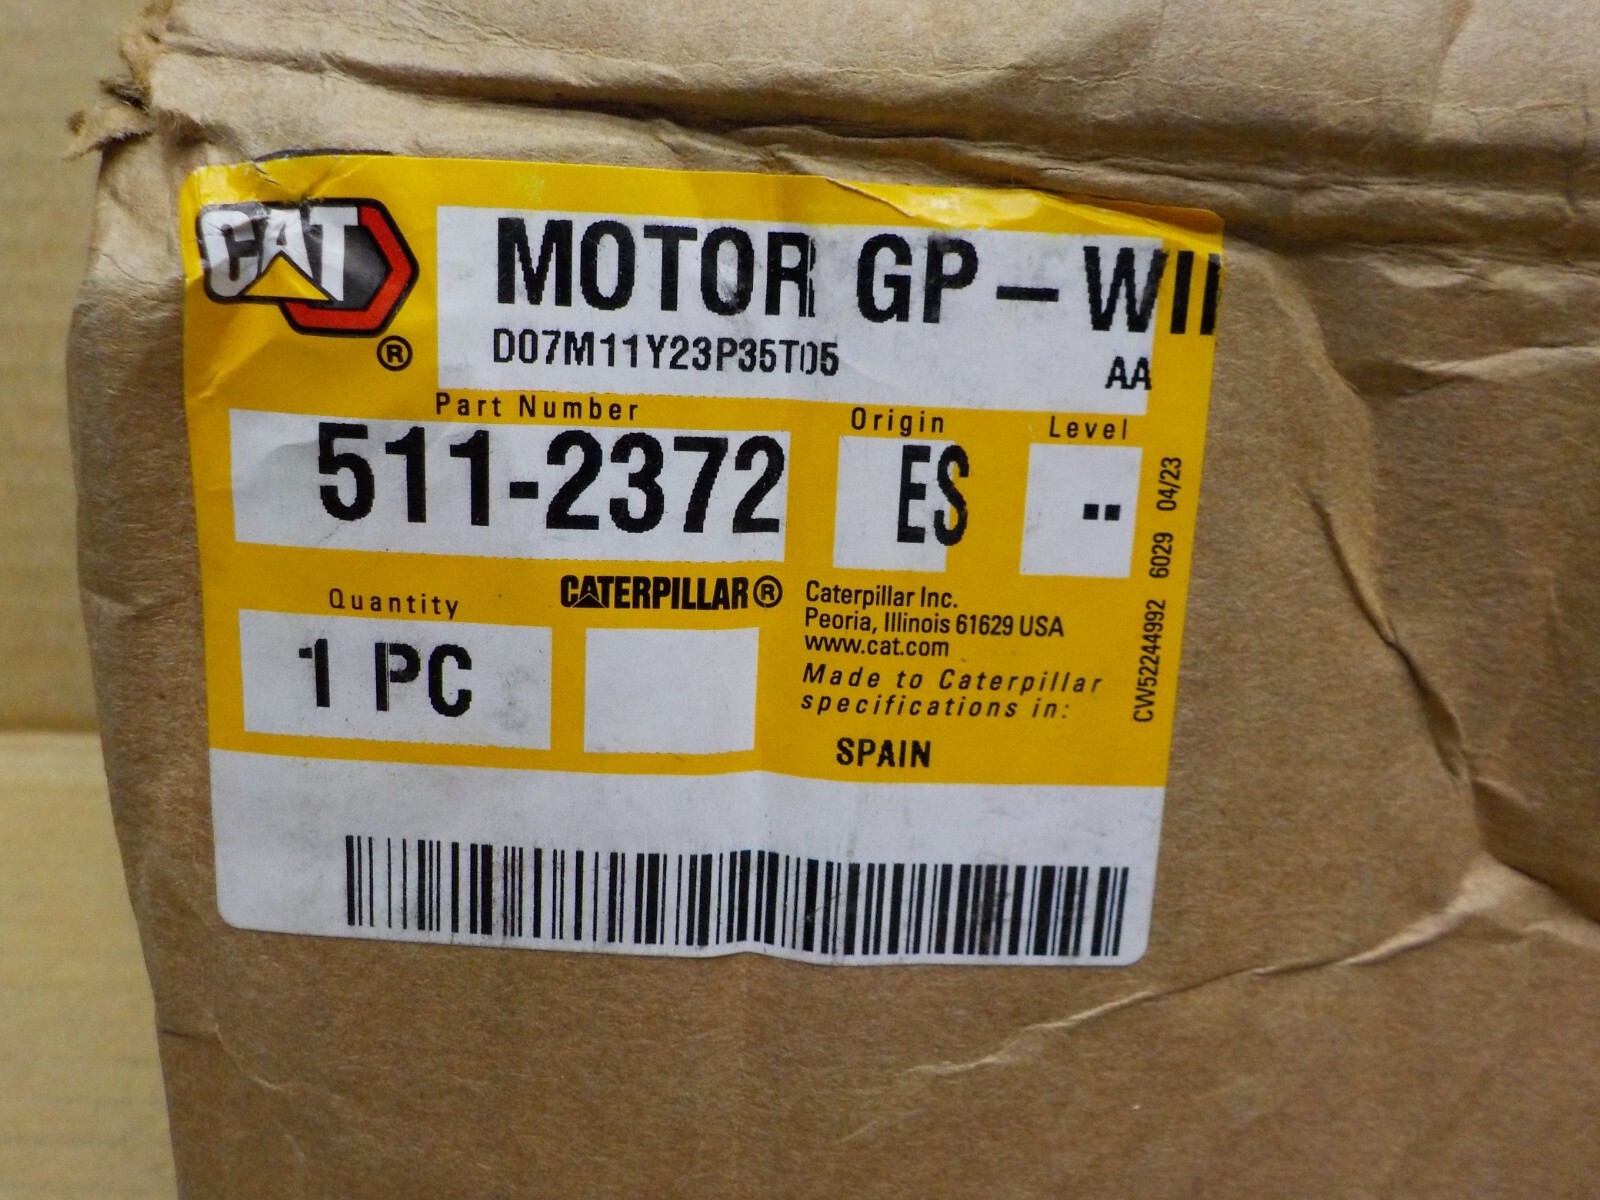 CAT
®
MOTOR GP – WI
D07M11Y23P35T05
AA
Part Number
Origin
Level
511-2372
ES
--
Quantity
CATERPILLAR®
1 PC
Caterpillar Inc.
Peoria, Illinois 61629 USA
www.cat.com
Made to Caterpillar
specifications in:
SPAIN
CW52244992 6029 04/23